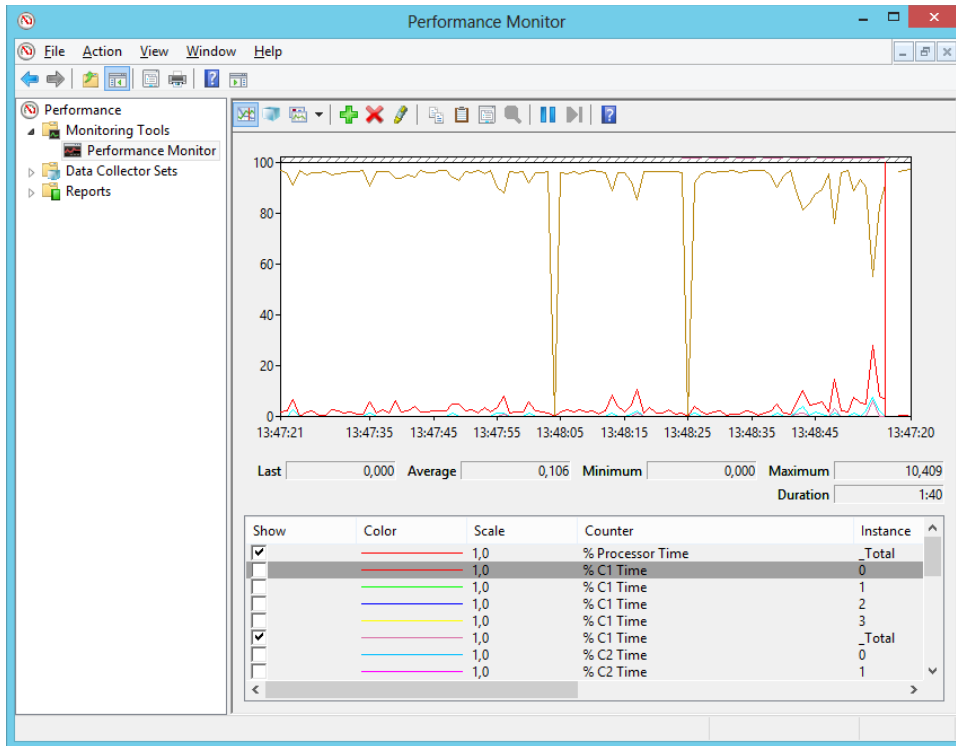 Performance Monitor
File Action View Window Help
Performance
Monitoring Tools
Performance Monitor
Data Collector Sets
Reports
100
80
60
40
20
0
13:47:21 13:47:35 13:47:45 13:47:55 13:48:05 13:48:15 13:48:25 13:48:35 13:48:45 13:47:20
Last 0,000 Average 0,106 Minimum 0,000 Maximum 10,409
Duration 1:40
Show Color Scale Counter Instance
1,0 % Processor Time _Total
1,0 % C1 Time 0
1,0 % C1 Time 1
1,0 % C1 Time 2
1,0 % C1 Time 3
1,0 % C1 Time _Total
1,0 % C2 Time 0
1,0 % C2 Time 1